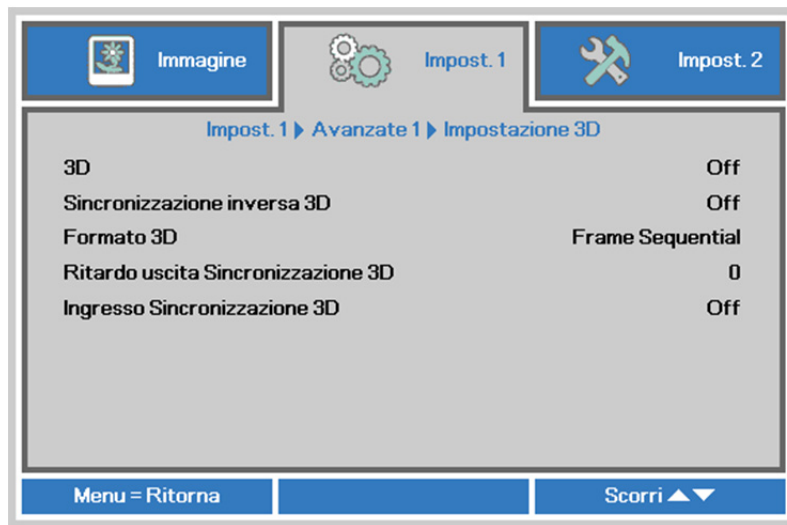 Immagine
Impost. 1
Impost. 2
Impost. 1 ▶ Avanzate 1 ▶ Impostazione 3D
3D Off
Sincronizzazione inversa 3D Off
Formato 3D Frame Sequential
Ritardo uscita Sincronizzazione 3D 0
Ingresso Sincronizzazione 3D Off
Menu = Ritorna
Scorri ▲▼